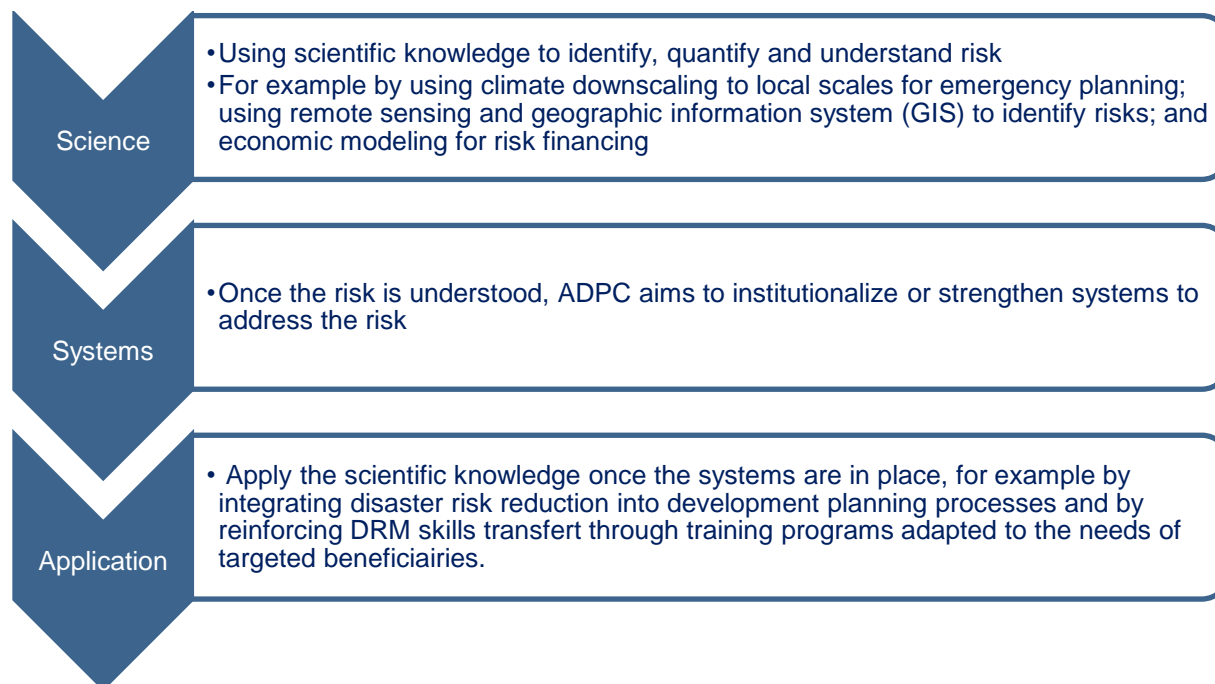 Science
•Using scientific knowledge to identify, quantify and understand risk
•For example by using climate downscaling to local scales for emergency planning;
using remote sensing and geographic information system (GIS) to identify risks; and
economic modeling for risk financing
Systems
•Once the risk is understood, ADPC aims to institutionalize or strengthen systems to
address the risk
Application
• Apply the scientific knowledge once the systems are in place, for example by
integrating disaster risk reduction into development planning processes and by
reinforcing DRM skills transfert through training programs adapted to the needs of
targeted beneficiairies.